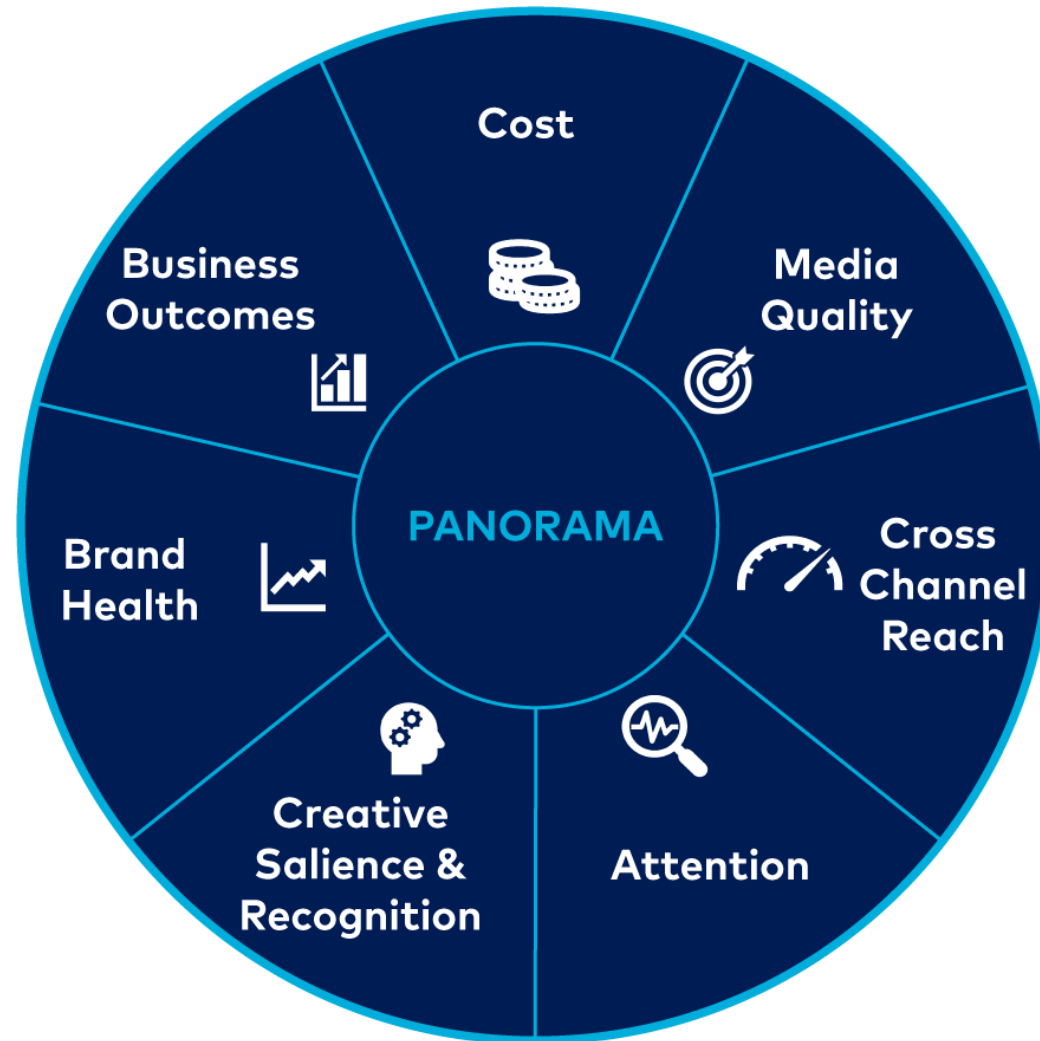 Cost
Media
Quality
Cross
Channel
Reach
Attention
Creative
Salience &
Recognition
Brand
Health
Business
Outcomes
PANORAMA